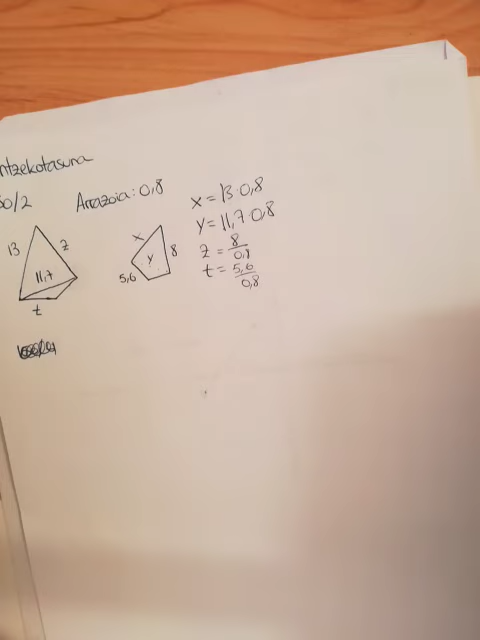 ntzekotasuna
50/2 Arrazoia: 0,8
x = 13 · 0,8
y = 11,7 · 0,8
z = 8/0,8
t = 5,6/0,8
13 z 11,7 t
x y 8 5,6